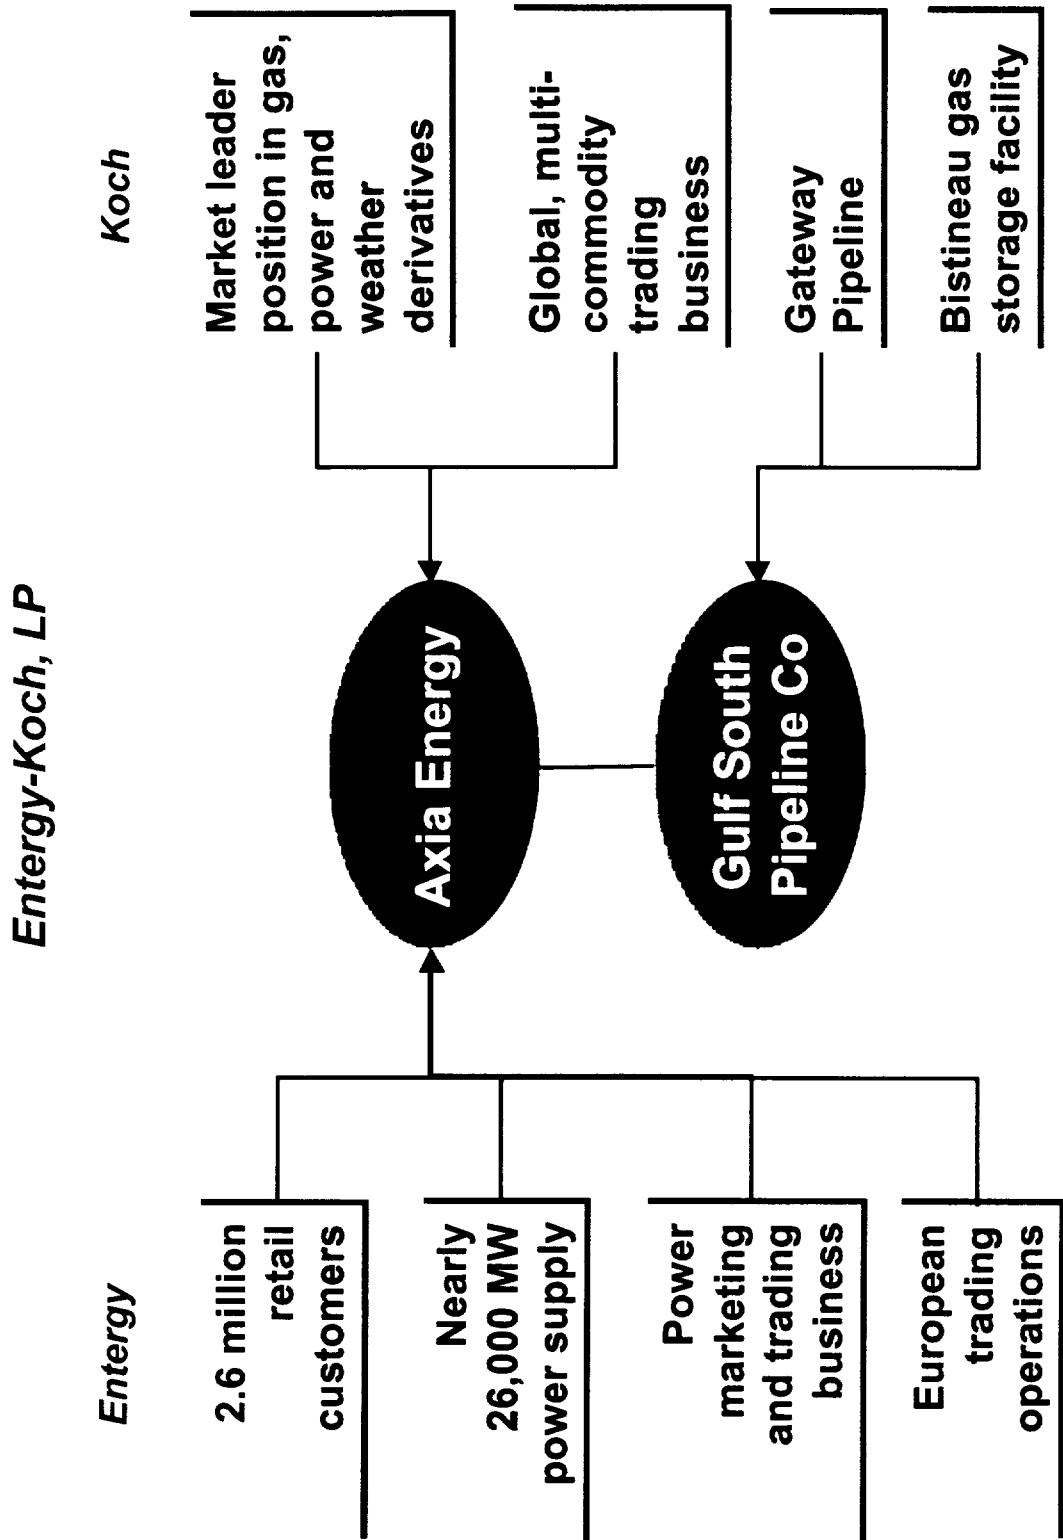 Entergy-Koch, LP
Entergy
2.6 million
retail
customers
Nearly
26,000 MW
power supply
Power
marketing
and trading
business
European
trading
operations
Axia Energy
Gulf South
Pipeline Co
Koch
Market leader
position in gas,
power and
weather
derivatives
Global, multi-
commodity
trading
business
Gateway
Pipeline
Bistineau gas
storage facility